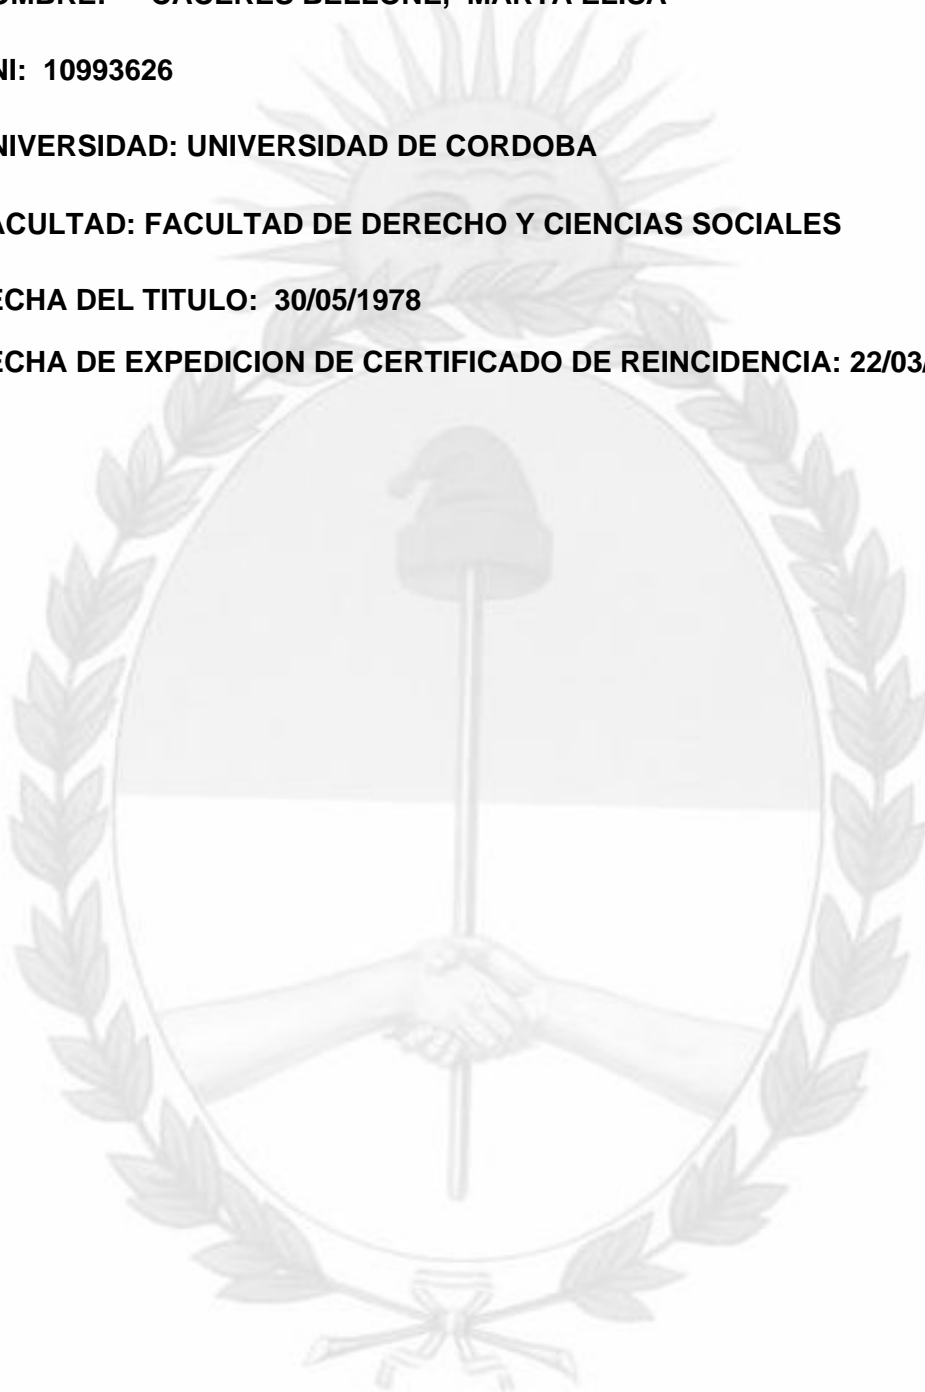 OMBRE: CACERES BELLONE, MARTA ELISA
NI: 10993626
NIVERSIDAD: UNIVERSIDAD DE CORDOBA
ACULTAD: FACULTAD DE DERECHO Y CIENCIAS SOCIALES
ECHA DEL TITULO: 30/05/1978
ECHA DE EXPEDICION DE CERTIFICADO DE REINCIDENCIA: 22/03/